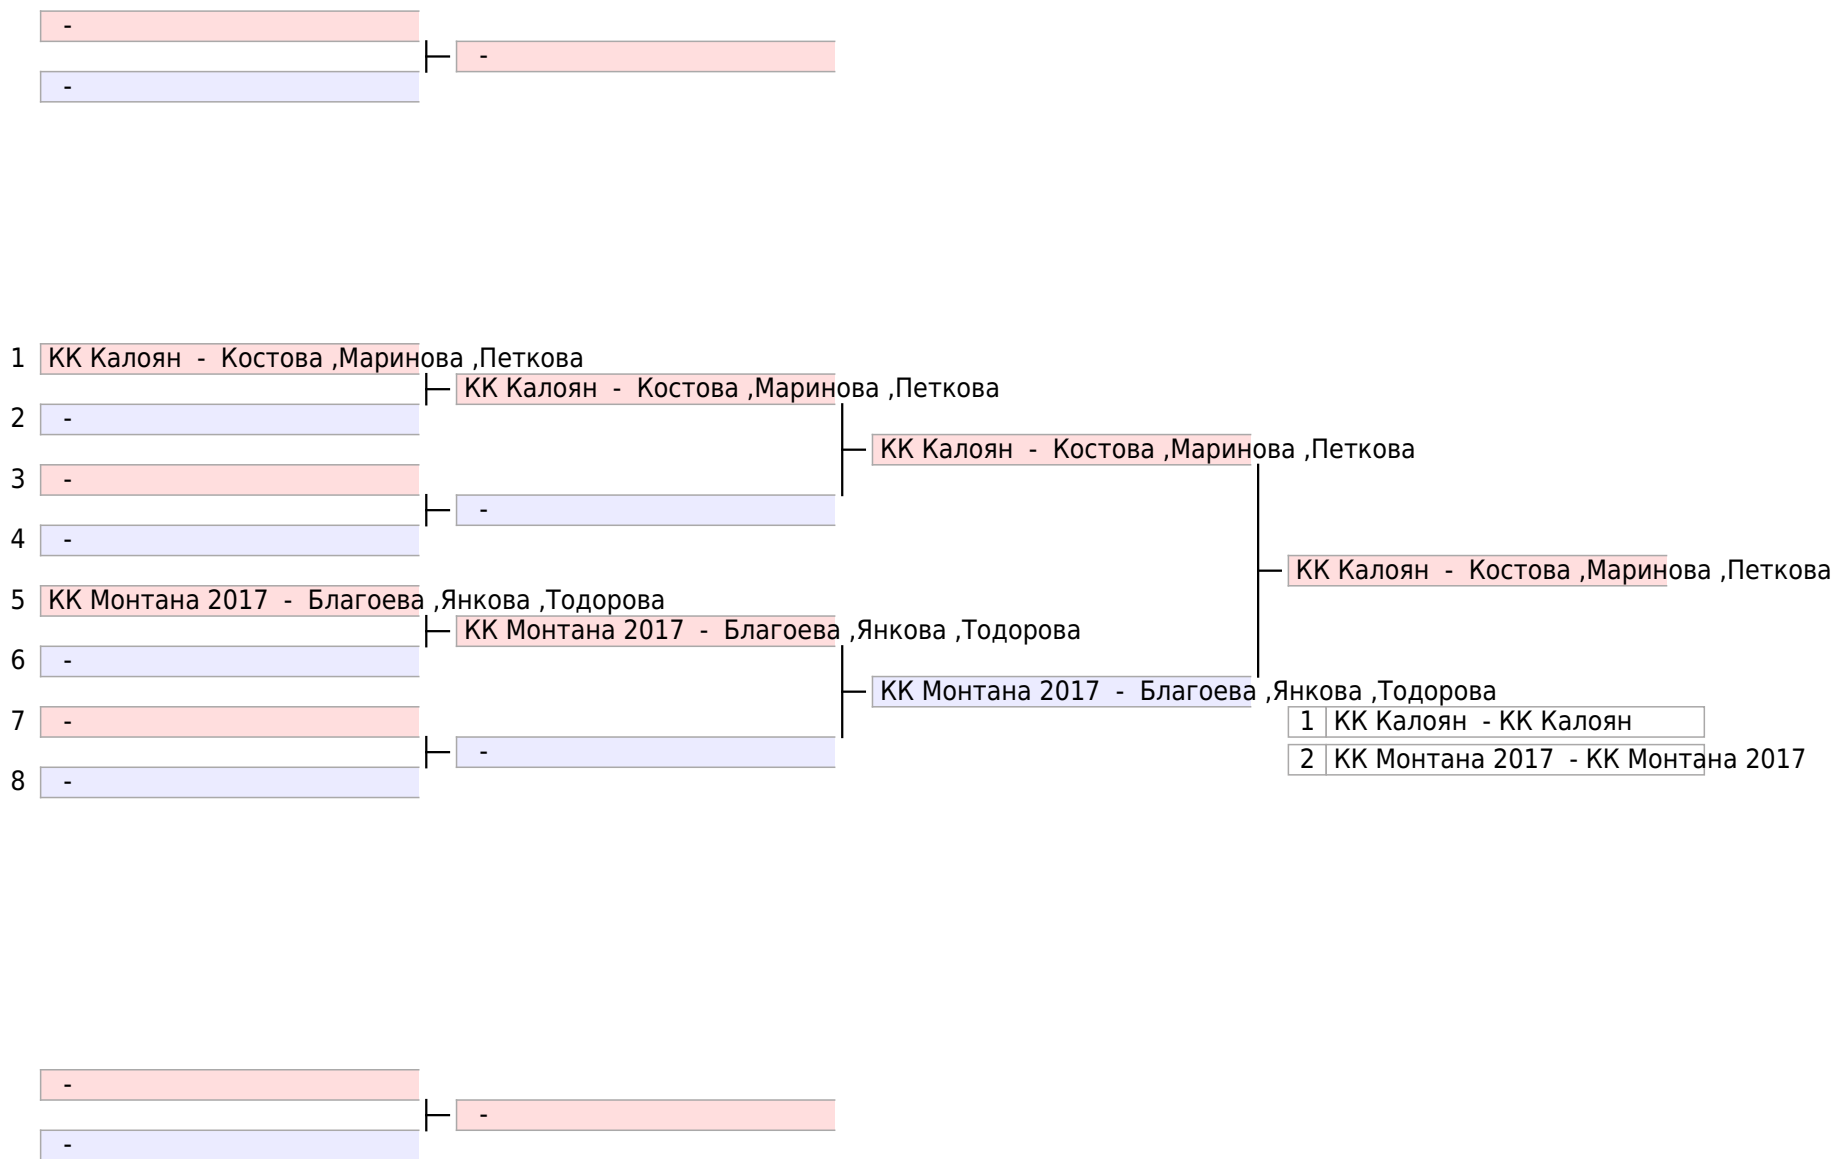 -
-
-
1 КК Калоян - Костова ,Маринова ,Петкова
КК Калоян - Костова ,Маринова ,Петкова
2 -
КК Калоян - Костова ,Маринова ,Петкова
3 -
-
4 -
КК Калоян - Костова ,Маринова ,Петкова
5 КК Монтана 2017 - Благоева ,Янкова ,Тодорова
КК Монтана 2017 - Благоева ,Янкова ,Тодорова
6 -
КК Монтана 2017 - Благоева ,Янкова ,Тодорова
7 -
1 КК Калоян - КК Калоян
-
2 КК Монтана 2017 - КК Монтана 2017
8 -
-
-
-